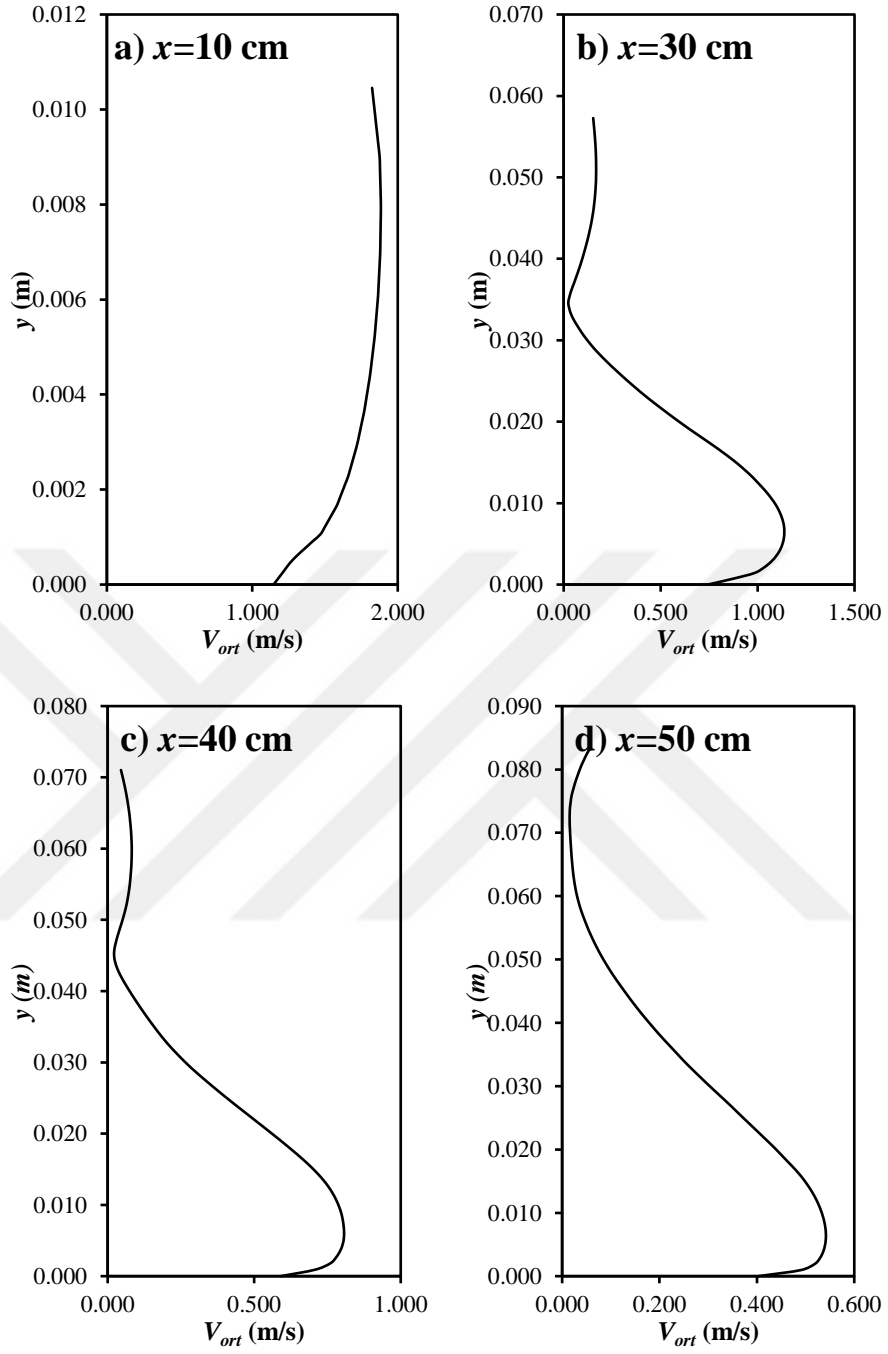 a) x=10 cm
0.012
0.010
0.008
0.006
0.004
0.002
0.000
y (m)
0.000 1.000 2.000
V_ort (m/s)
b) x=30 cm
0.070
0.060
0.050
0.040
0.030
0.020
0.010
0.000
y (m)
0.000 0.500 1.000 1.500
V_ort (m/s)
c) x=40 cm
0.080
0.070
0.060
0.050
0.040
0.030
0.020
0.010
0.000
y (m)
0.000 0.500 1.000
V_ort (m/s)
d) x=50 cm
0.090
0.080
0.070
0.060
0.050
0.040
0.030
0.020
0.010
0.000
y (m)
0.000 0.200 0.400 0.600
V_ort (m/s)